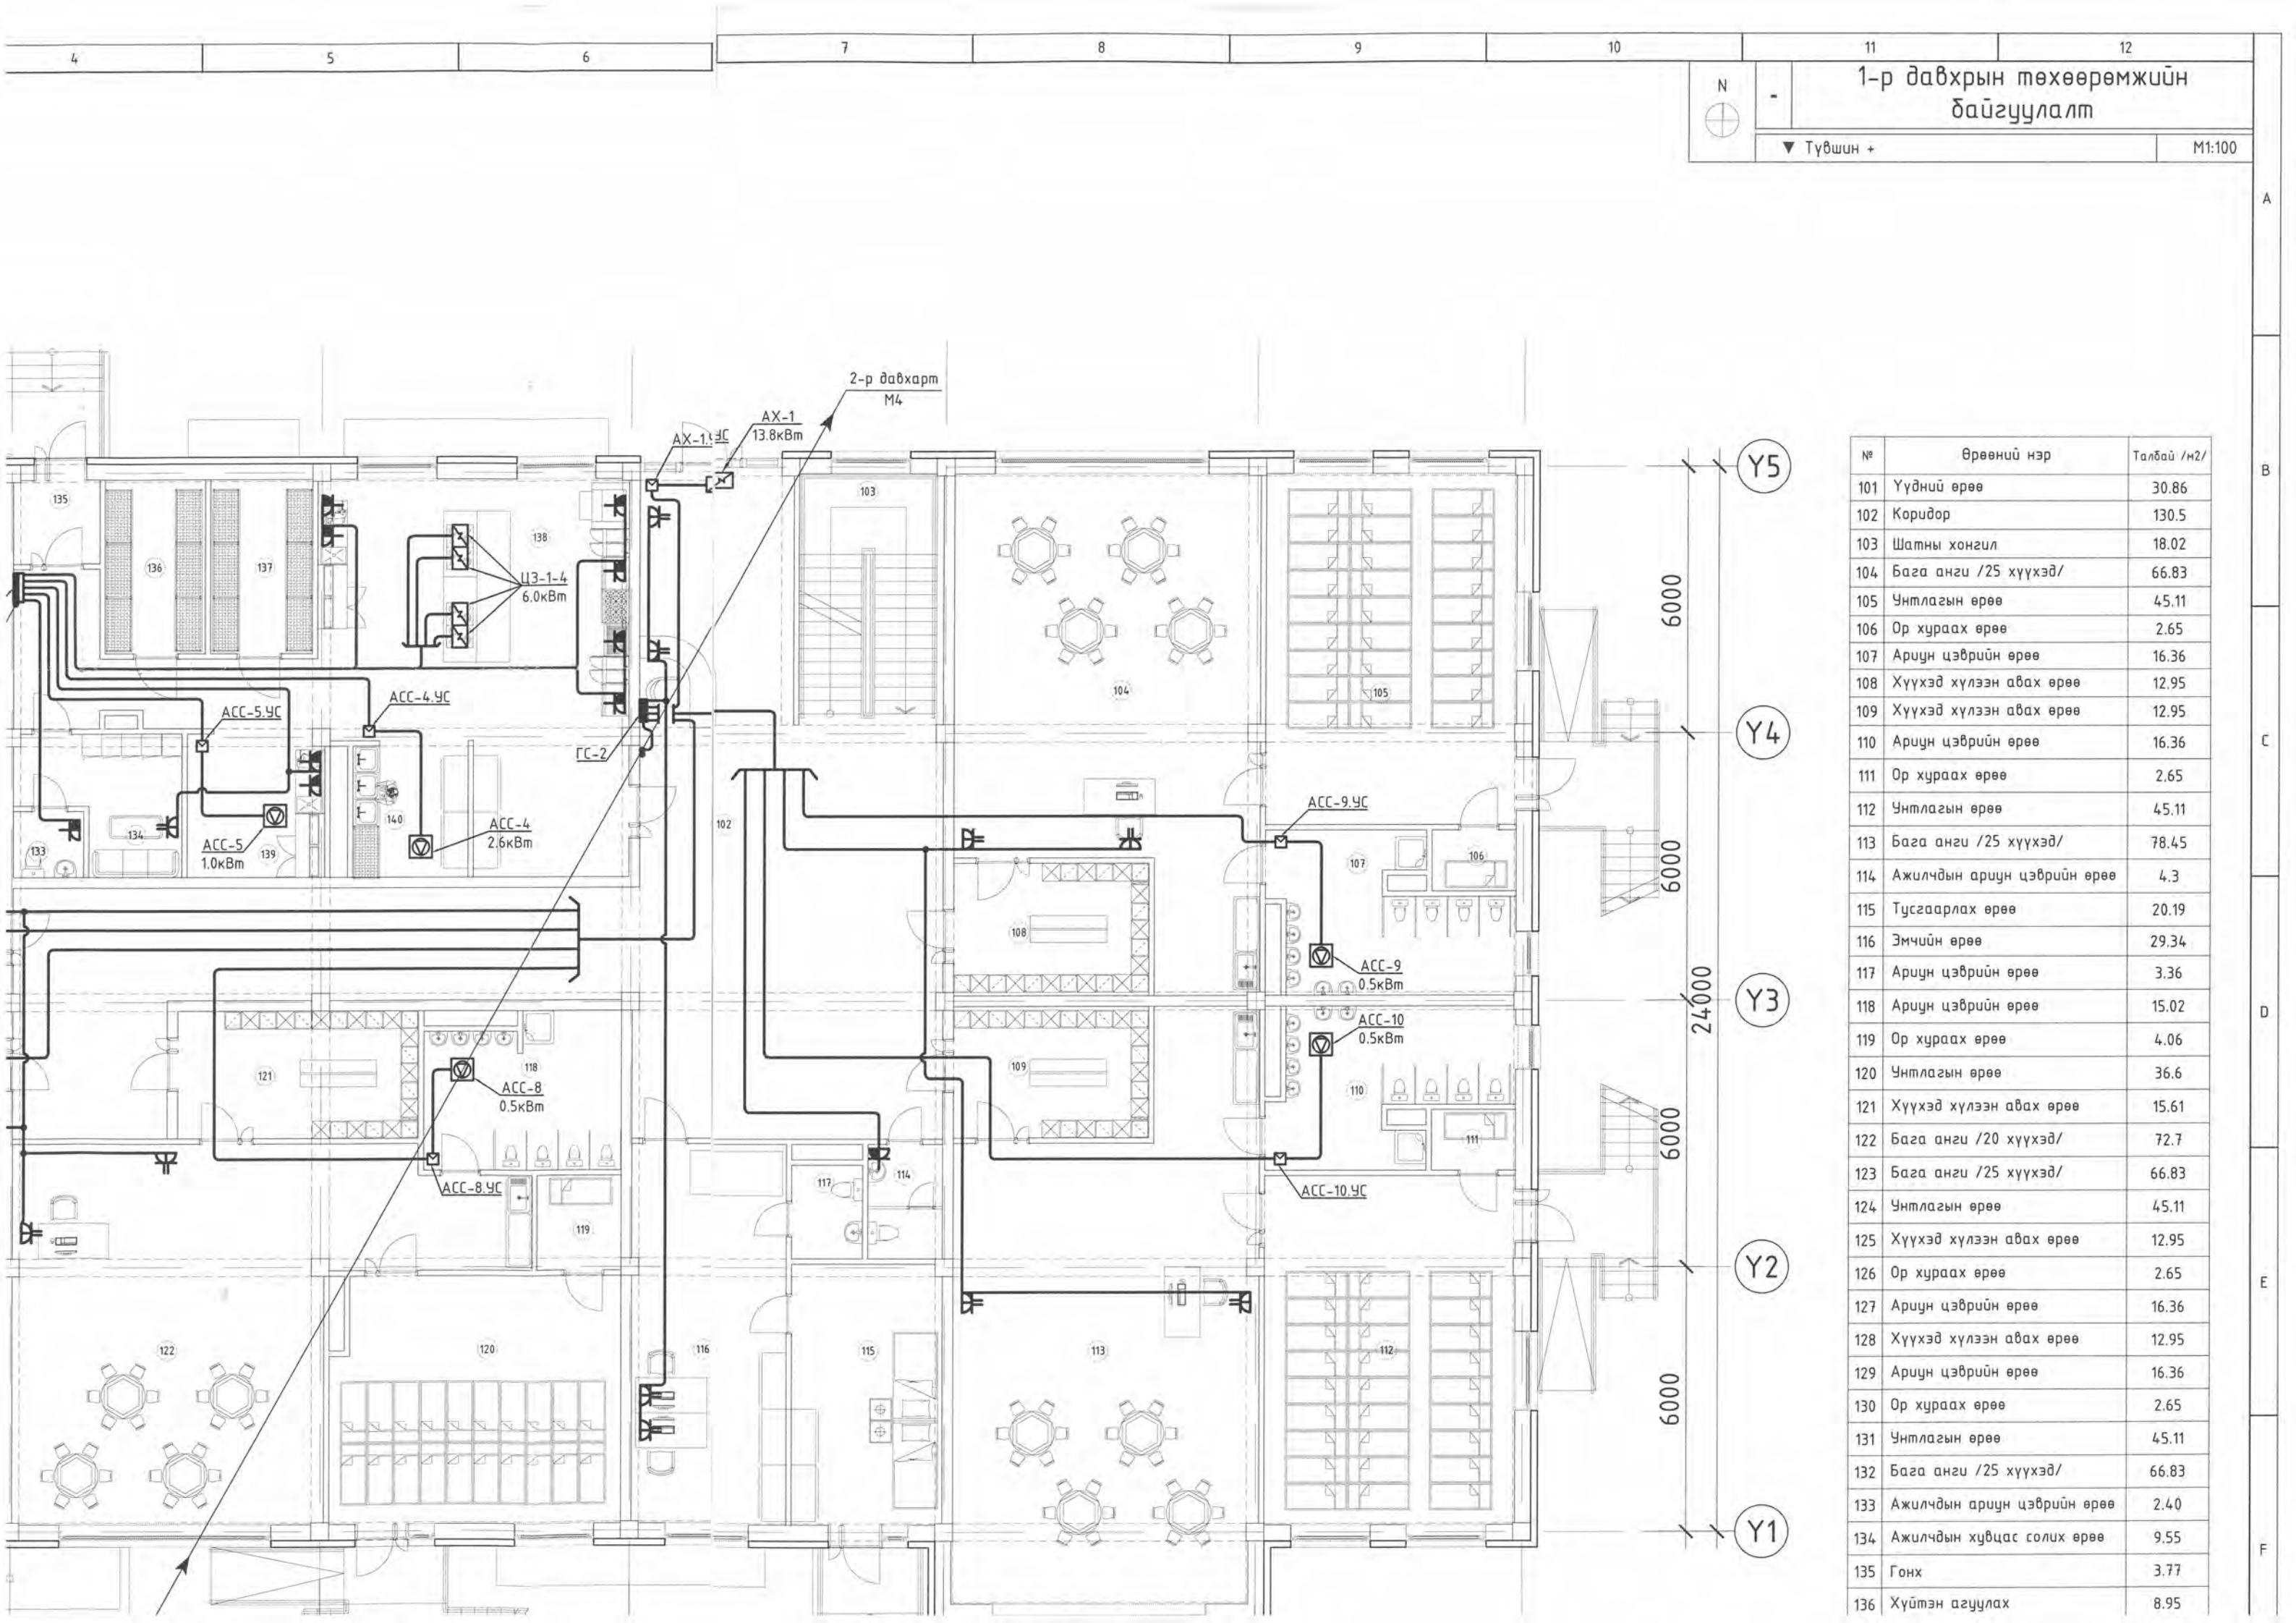 4
5
6
7
8
9
10
11
12
N
-
1-р давхрын төхөөрөмжийн
байгуулалт
▼ Түвшин +
М1:100
A
B
C
D
E
F
2-р давхарт
М4
АХ-1
13.8кВт
ЦЗ-1-4
6.0кВт
АСС-4.УС
АСС-5.УС
АСС-5
1.0кВт
АСС-4
2.6кВт
ГС-2
АСС-9.УС
АСС-9
0.5кВт
АСС-10
0.5кВт
АСС-10.УС
АСС-8
0.5кВт
АСС-8.УС
135
136
137
138
103
104
105
133
134
139
140
102
106
107
108
109
110
111
121
118
119
117
114
122
120
116
115
113
112
6000
6000
6000
6000
24000
Y5
Y4
Y3
Y2
Y1
№ Өрөөний нэр Талбай /м2/
101 Үүдний өрөө 30.86
102 Коридор 130.5
103 Шатны хонгил 18.02
104 Бага анги /25 хүүхэд/ 66.83
105 Унтлагын өрөө 45.11
106 Ор хураах өрөө 2.65
107 Ариун цэврийн өрөө 16.36
108 Хүүхэд хүлээн авах өрөө 12.95
109 Хүүхэд хүлээн авах өрөө 12.95
110 Ариун цэврийн өрөө 16.36
111 Ор хураах өрөө 2.65
112 Унтлагын өрөө 45.11
113 Бага анги /25 хүүхэд/ 78.45
114 Ажилчдын ариун цэврийн өрөө 4.3
115 Тусгаарлах өрөө 20.19
116 Эмчийн өрөө 29.34
117 Ариун цэврийн өрөө 3.36
118 Ариун цэврийн өрөө 15.02
119 Ор хураах өрөө 4.06
120 Унтлагын өрөө 36.6
121 Хүүхэд хүлээн авах өрөө 15.61
122 Бага анги /20 хүүхэд/ 72.7
123 Бага анги /25 хүүхэд/ 66.83
124 Унтлагын өрөө 45.11
125 Хүүхэд хүлээн авах өрөө 12.95
126 Ор хураах өрөө 2.65
127 Ариун цэврийн өрөө 16.36
128 Хүүхэд хүлээн авах өрөө 12.95
129 Ариун цэврийн өрөө 16.36
130 Ор хураах өрөө 2.65
131 Унтлагын өрөө 45.11
132 Бага анги /25 хүүхэд/ 66.83
133 Ажилчдын ариун цэврийн өрөө 2.40
134 Ажилчдын хувцас солих өрөө 9.55
135 Гонх 3.77
136 Хүйтэн агуулах 8.95